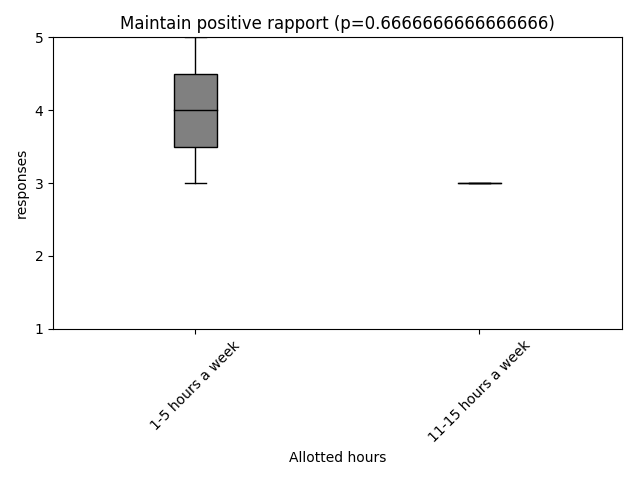 Maintain positive rapport (p=0.6666666666666666)
5
4
3
2
1
responses
1-5 hours a week
11-15 hours a week
Allotted hours